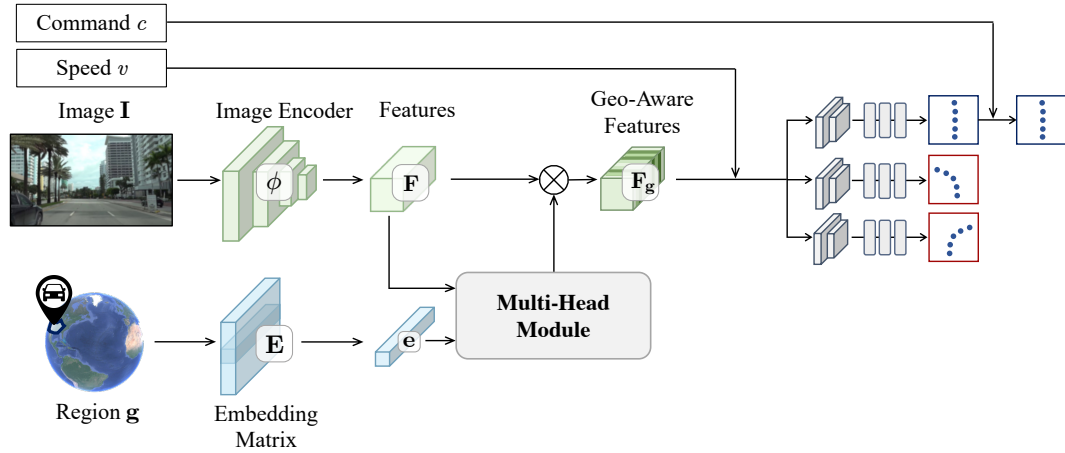 Command c
Speed v
Image I
Image Encoder
Features
Geo-Aware
Features
ϕ
F
F_g
Multi-Head
Module
E
e
Region g
Embedding
Matrix